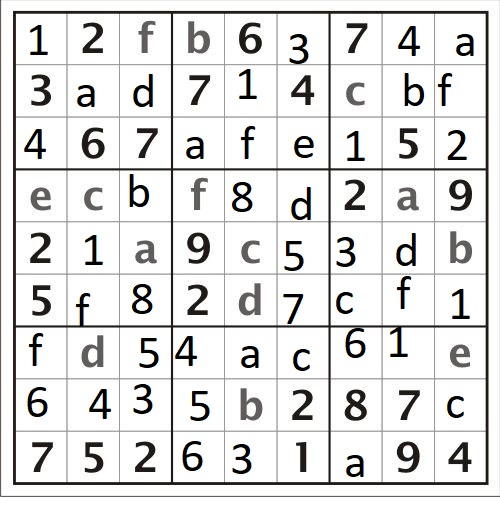 1 2 f b 6 3 7 4 a
3 a d 7 1 4 c b f
4 6 7 a f e 1 5 2
e c b f 8 d 2 a 9
2 1 a 9 c 5 3 d b
5 f 8 2 d 7 c f 1
f d 5 4 a c 6 1 e
6 4 3 5 b 2 8 7 c
7 5 2 6 3 1 a 9 4